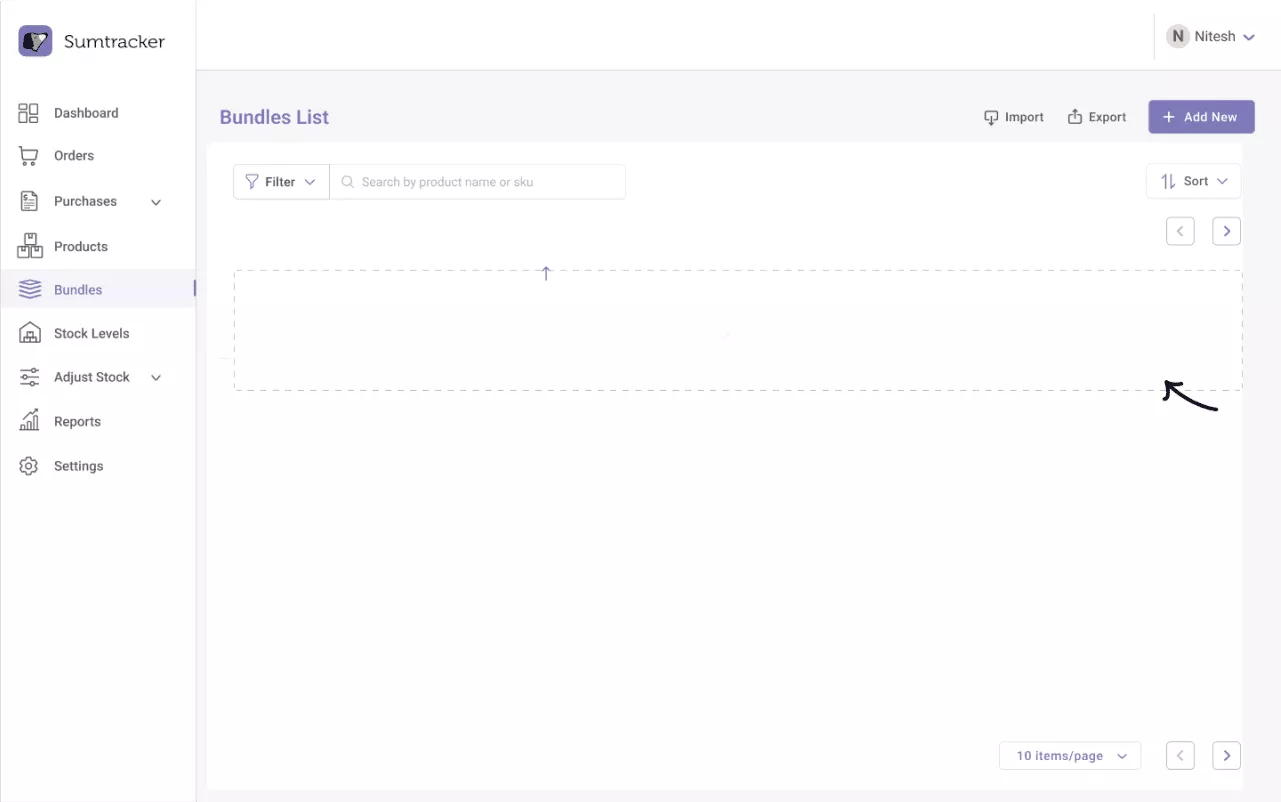 Sumtracker
N Nitesh
Dashboard
Orders
Purchases
Products
Bundles
Stock Levels
Adjust Stock
Reports
Settings
Bundles List
Import
Export
+ Add New
Filter
Search by product name or sku
Sort
10 items/page